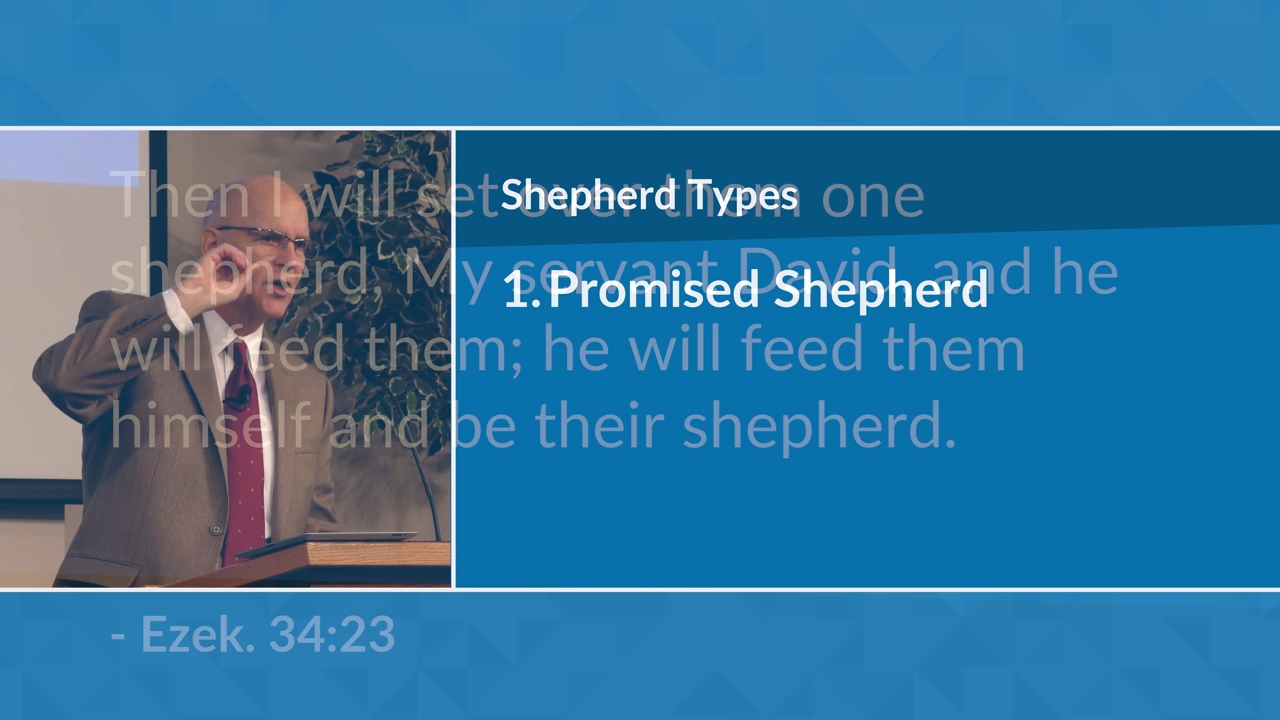 Shepherd Types
1. Promised Shepherd
Then I will set over them one
shepherd, My servant David, and he
will feed them; he will feed them
himself and be their shepherd.
- Ezek. 34:23